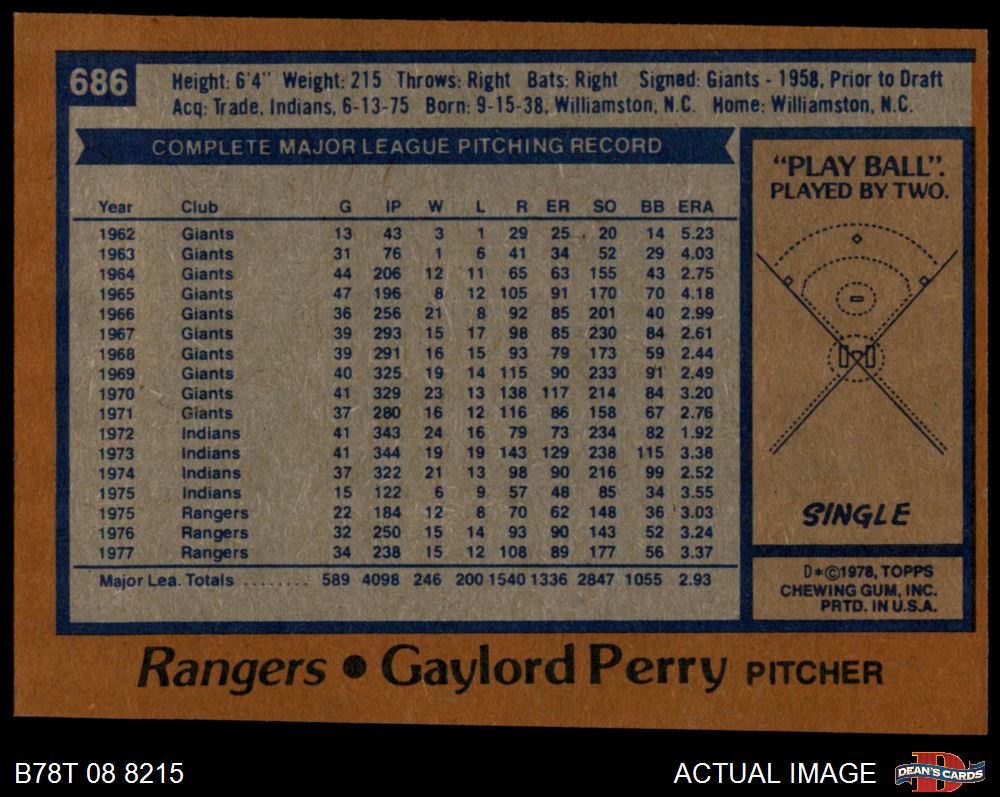 686
Height: 6'4" Weight: 215 Throws: Right Bats: Right Signed: Giants - 1958, Prior to Draft
Acq: Trade, Indians, 6-13-75 Born: 9-15-38, Williamston, N.C. Home: Williamston, N.C.
COMPLETE MAJOR LEAGUE PITCHING RECORD
Year Club G IP W L R ER SO BB ERA
1962 Giants 13 43 3 1 29 25 20 14 5.23
1963 Giants 31 76 1 6 41 34 52 29 4.03
1964 Giants 44 206 12 11 65 63 155 43 2.75
1965 Giants 47 196 8 12 105 91 170 70 4.18
1966 Giants 36 256 21 8 92 85 201 40 2.99
1967 Giants 39 293 15 17 98 85 230 84 2.61
1968 Giants 39 291 16 15 93 79 173 59 2.44
1969 Giants 40 325 19 14 115 90 233 91 2.49
1970 Giants 41 329 23 13 138 117 214 84 3.20
1971 Giants 37 280 16 12 116 86 158 67 2.76
1972 Indians 41 343 24 16 79 73 234 82 1.92
1973 Indians 41 344 19 19 143 129 238 115 3.38
1974 Indians 37 322 21 13 98 90 216 99 2.52
1975 Indians 15 122 6 9 57 48 85 34 3.55
1975 Rangers 22 184 12 8 70 62 148 36 3.03
1976 Rangers 32 250 15 14 93 90 143 52 3.24
1977 Rangers 34 238 15 12 108 89 177 56 3.37
Major Lea. Totals ........ 589 4098 246 200 1540 1336 2847 1055 2.93
"PLAY BALL".
PLAYED BY TWO.
SINGLE
D*©1978, TOPPS
CHEWING GUM, INC.
PRTD. IN U.S.A.
Rangers • Gaylord Perry PITCHER
B78T 08 8215
ACTUAL IMAGE
D
DEAN'S CARDS